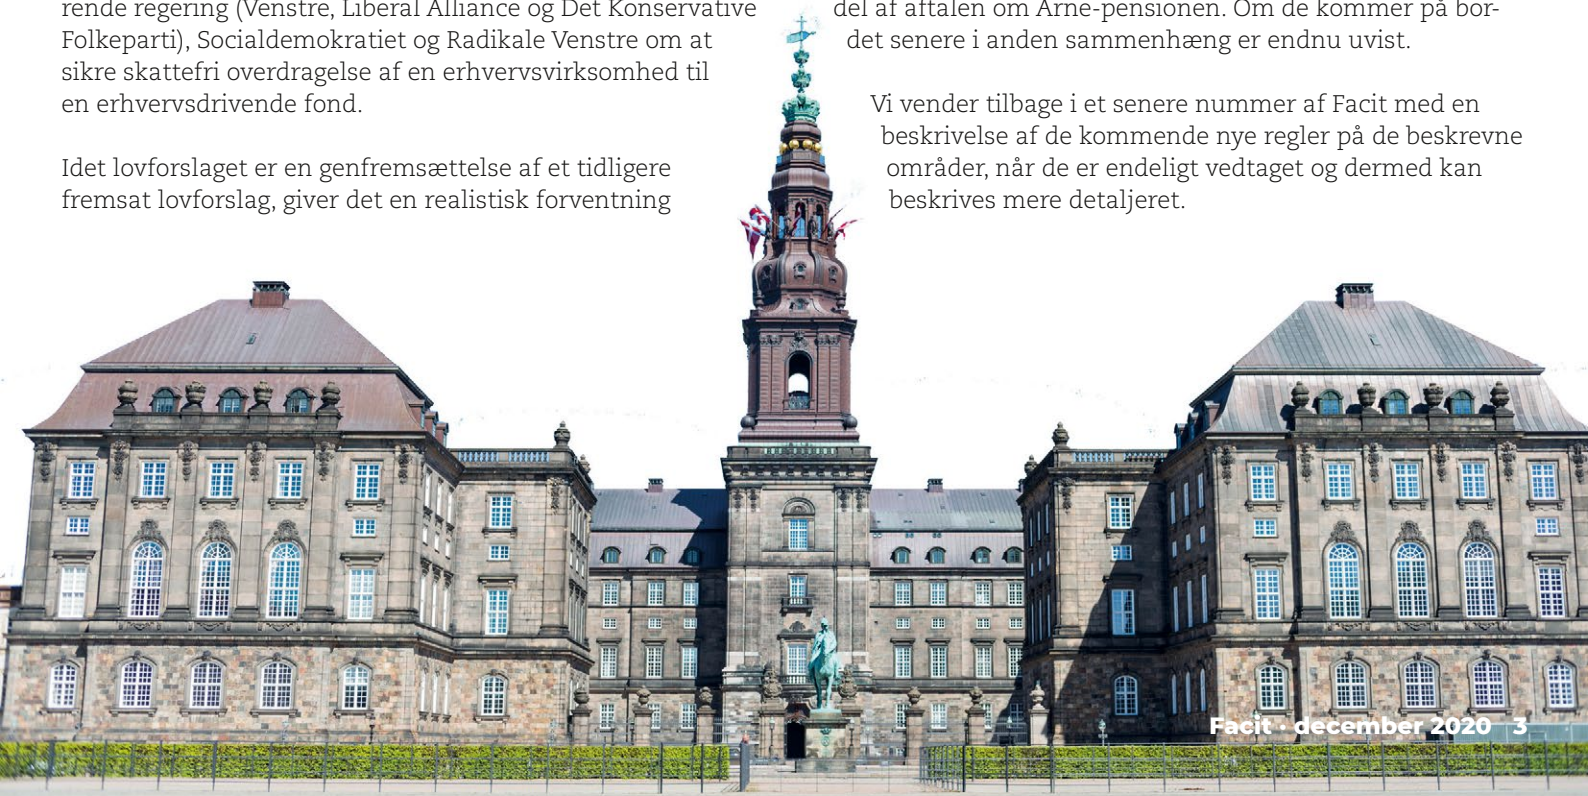 rende regering (Venstre, Liberal Alliance og Det Konservative
Folkeparti), Socialdemokratiet og Radikale Venstre om at
sikre skattefri overdragelse af en erhvervsvirksomhed til
en erhvervsdrivende fond.
Idet lovforslaget er en genfremsættelse af et tidligere
fremsat lovforslag, giver det en realistisk forventning
del af aftalen om Arne-pensionen. Om de kommer på bor-
det senere i anden sammenhæng er endnu uvist.
Vi vender tilbage i et senere nummer af Facit med en
beskrivelse af de kommende nye regler på de beskrevne
områder, når de er endeligt vedtaget og dermed kan
beskrives mere detaljeret.
Facit · december 2020 3